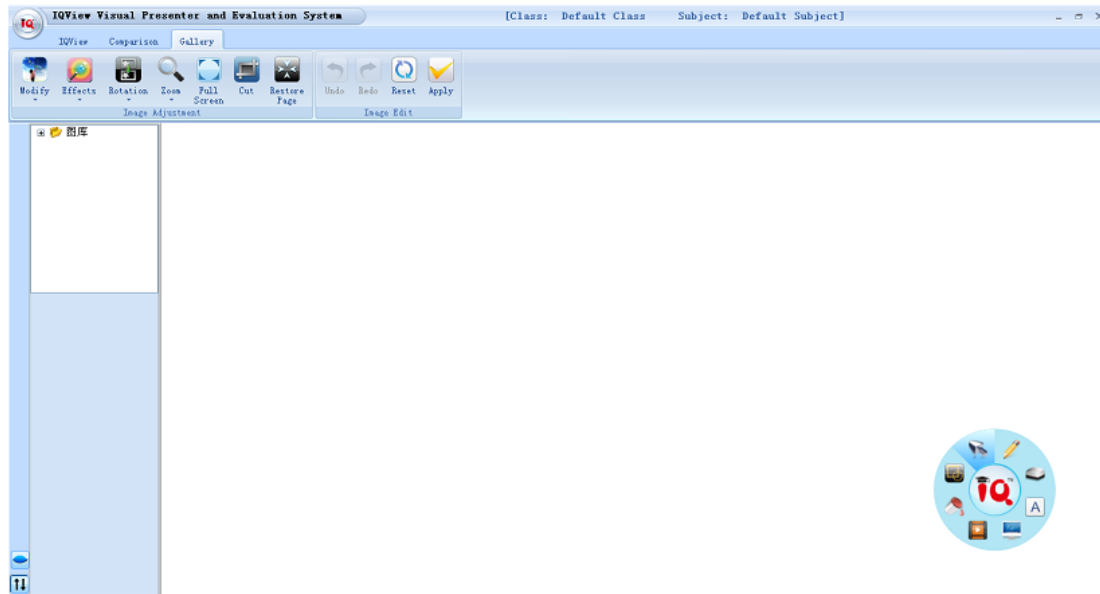 IQView Visual Presenter and Evaluation System [Class: Default Class Subject: Default Subject]
IQView Comparison Gallery
Modify Effects Rotation Zoom Full Screen Cut Restore Page Undo Redo Reset Apply
Image Adjustment Image Edit
图库
IQ
A